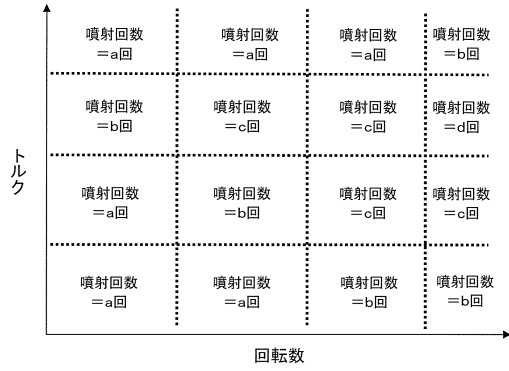 噴射回数
=a回
噴射回数
=a回
噴射回数
=a回
噴射回数
=b回
噴射回数
=b回
噴射回数
=c回
噴射回数
=c回
噴射回数
=d回
噴射回数
=a回
噴射回数
=b回
噴射回数
=c回
噴射回数
=c回
噴射回数
=a回
噴射回数
=a回
噴射回数
=b回
噴射回数
=b回
トルク
回転数